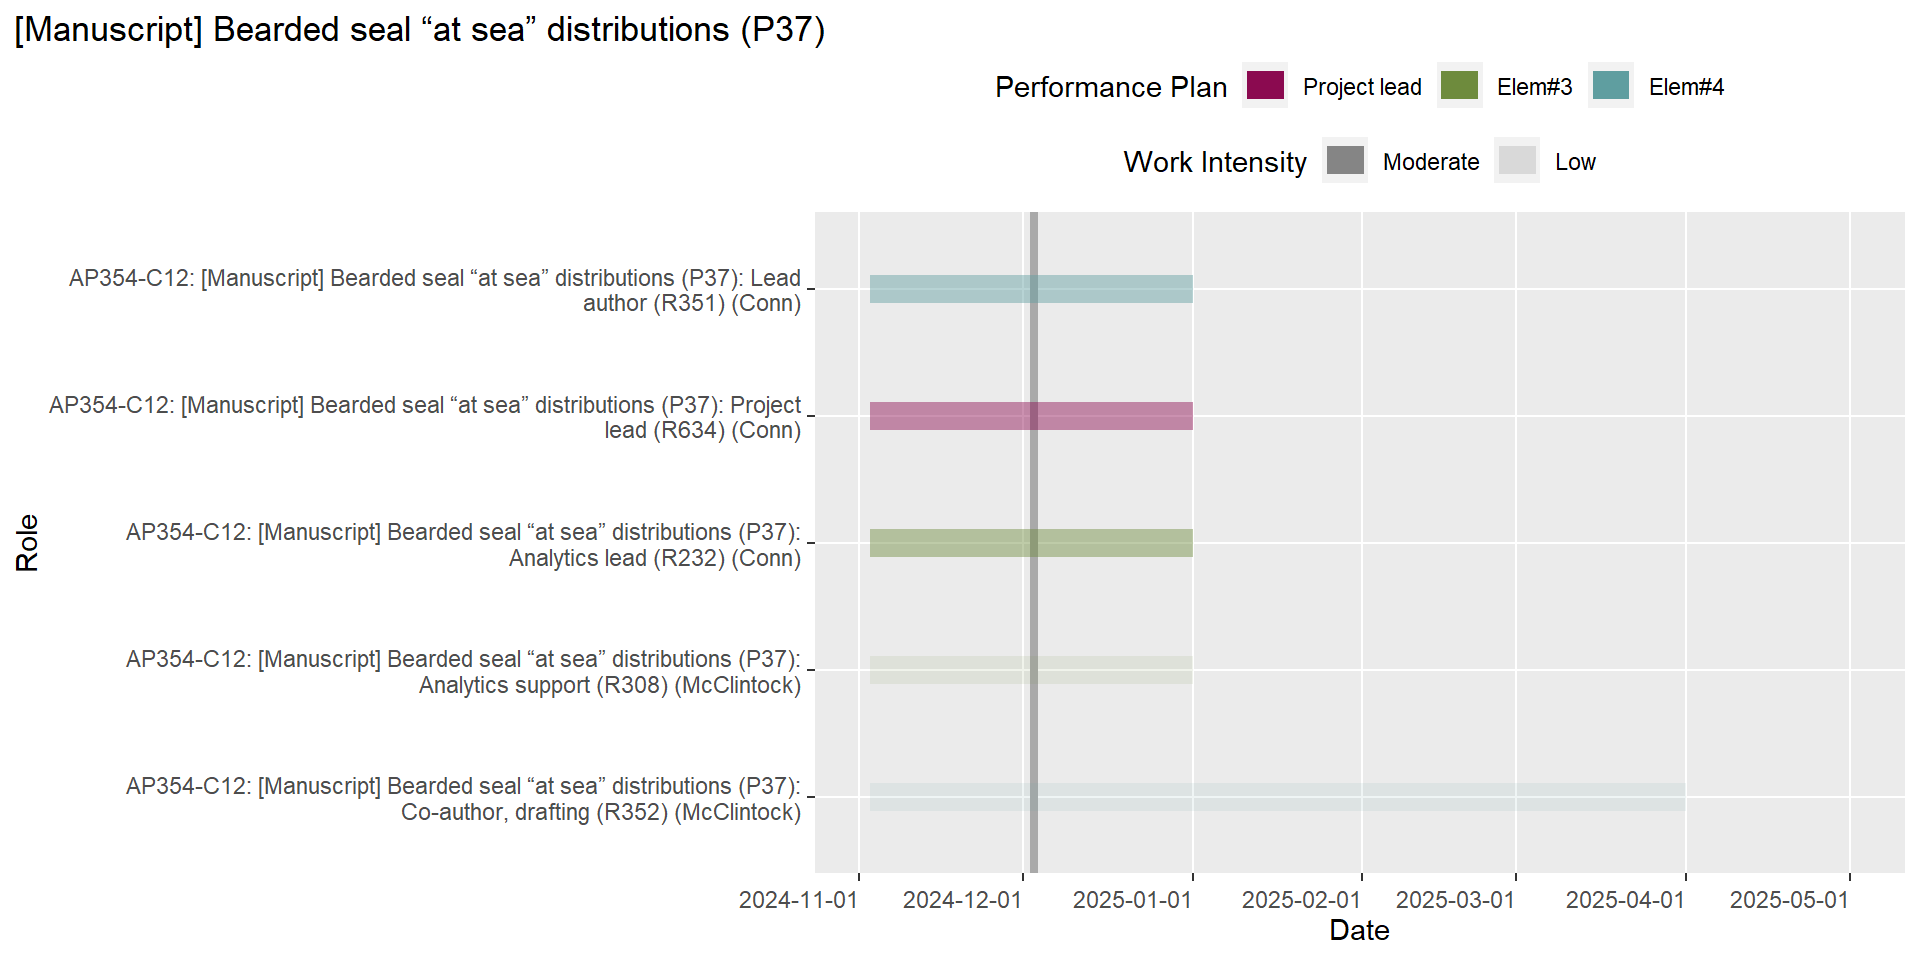 [Manuscript] Bearded seal “at sea” distributions (P37)
Performance Plan Project lead Elem#3 Elem#4
Work Intensity Moderate Low
AP354-C12: [Manuscript] Bearded seal “at sea” distributions (P37): Lead
author (R351) (Conn)
AP354-C12: [Manuscript] Bearded seal “at sea” distributions (P37): Project
lead (R634) (Conn)
AP354-C12: [Manuscript] Bearded seal “at sea” distributions (P37):
Analytics lead (R232) (Conn)
AP354-C12: [Manuscript] Bearded seal “at sea” distributions (P37):
Analytics support (R308) (McClintock)
AP354-C12: [Manuscript] Bearded seal “at sea” distributions (P37):
Co-author, drafting (R352) (McClintock)
Role
2024-11-01 2024-12-01 2025-01-01 2025-02-01 2025-03-01 2025-04-01 2025-05-01
Date